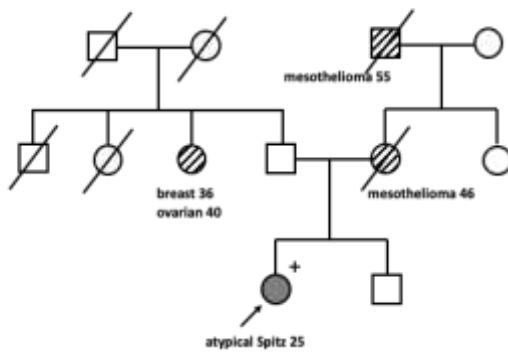 mesothelioma 55
breast 36
ovarian 40
mesothelioma 46
+
atypical Spitz 25